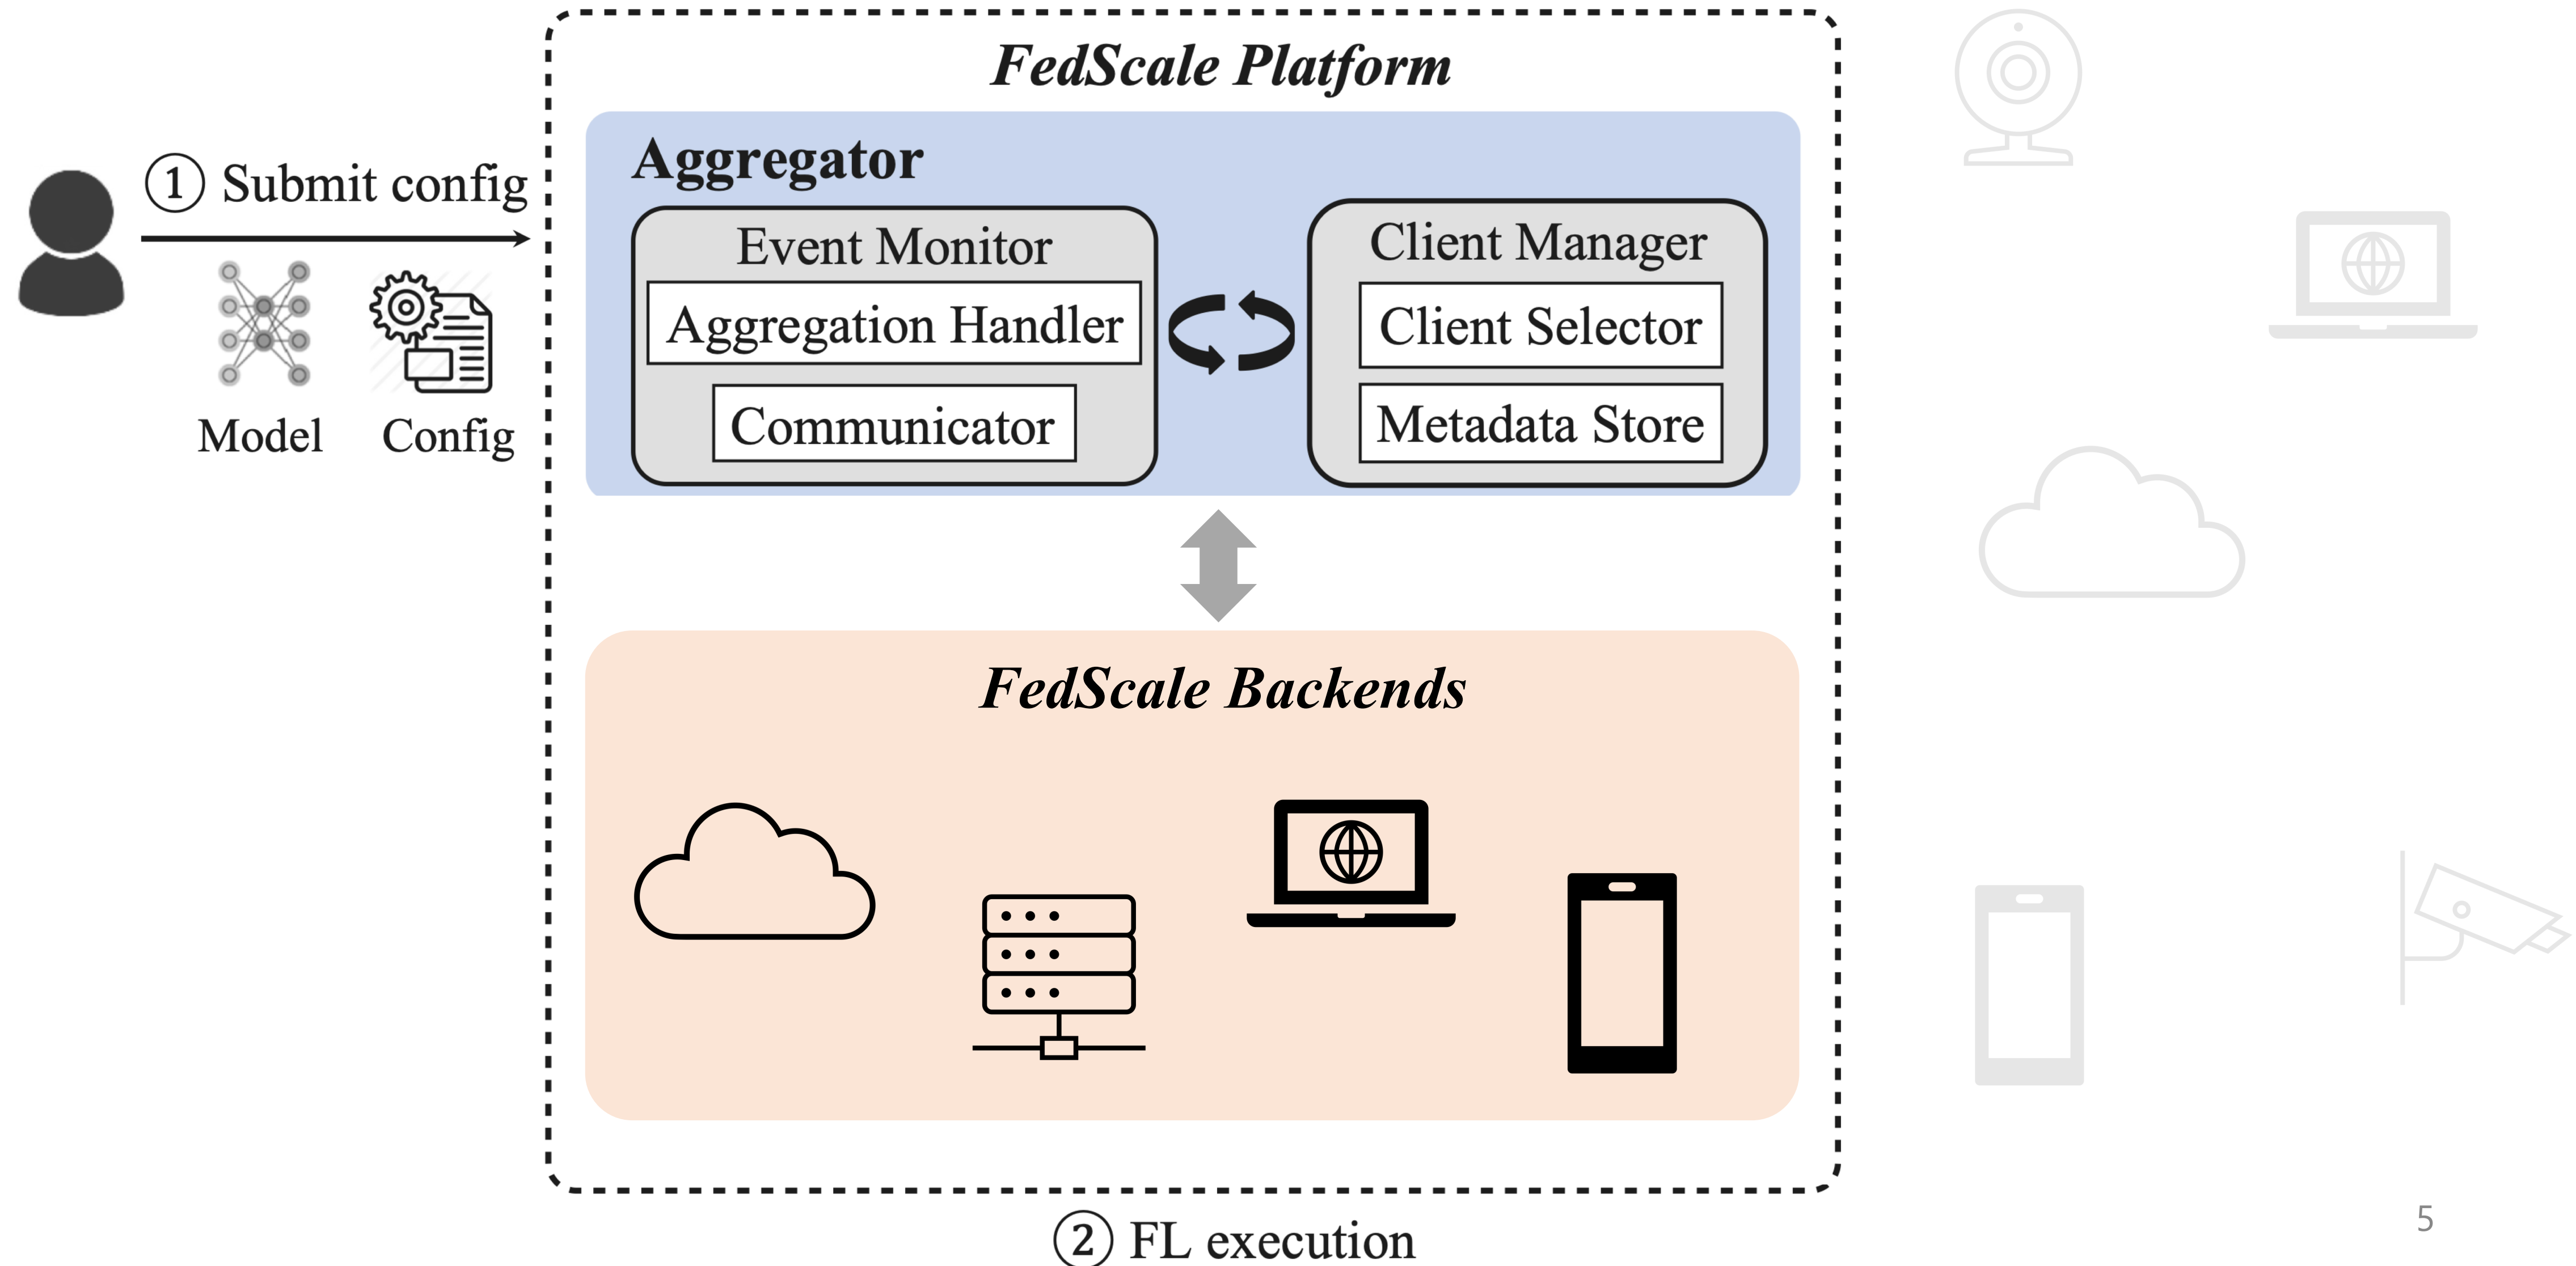 FedScale Platform
① Submit config
Model
Config
Aggregator
Event Monitor
Aggregation Handler
Communicator
Client Manager
Client Selector
Metadata Store
FedScale Backends
② FL execution
5